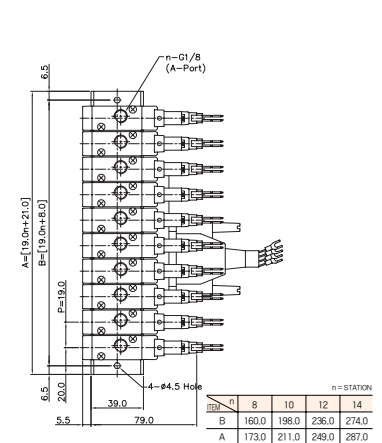 n-G1/8
(A-Port)
6.5
A=[19.0n+21.0]
B=[19.0n+8.0]
P=19.0
20.0
6.5
4-ø4.5 Hole
39.0
5.5
79.0
n = STATION
ITEM n 8 10 12 14
B 160.0 198.0 236.0 274.0
A 173.0 211.0 249.0 287.0